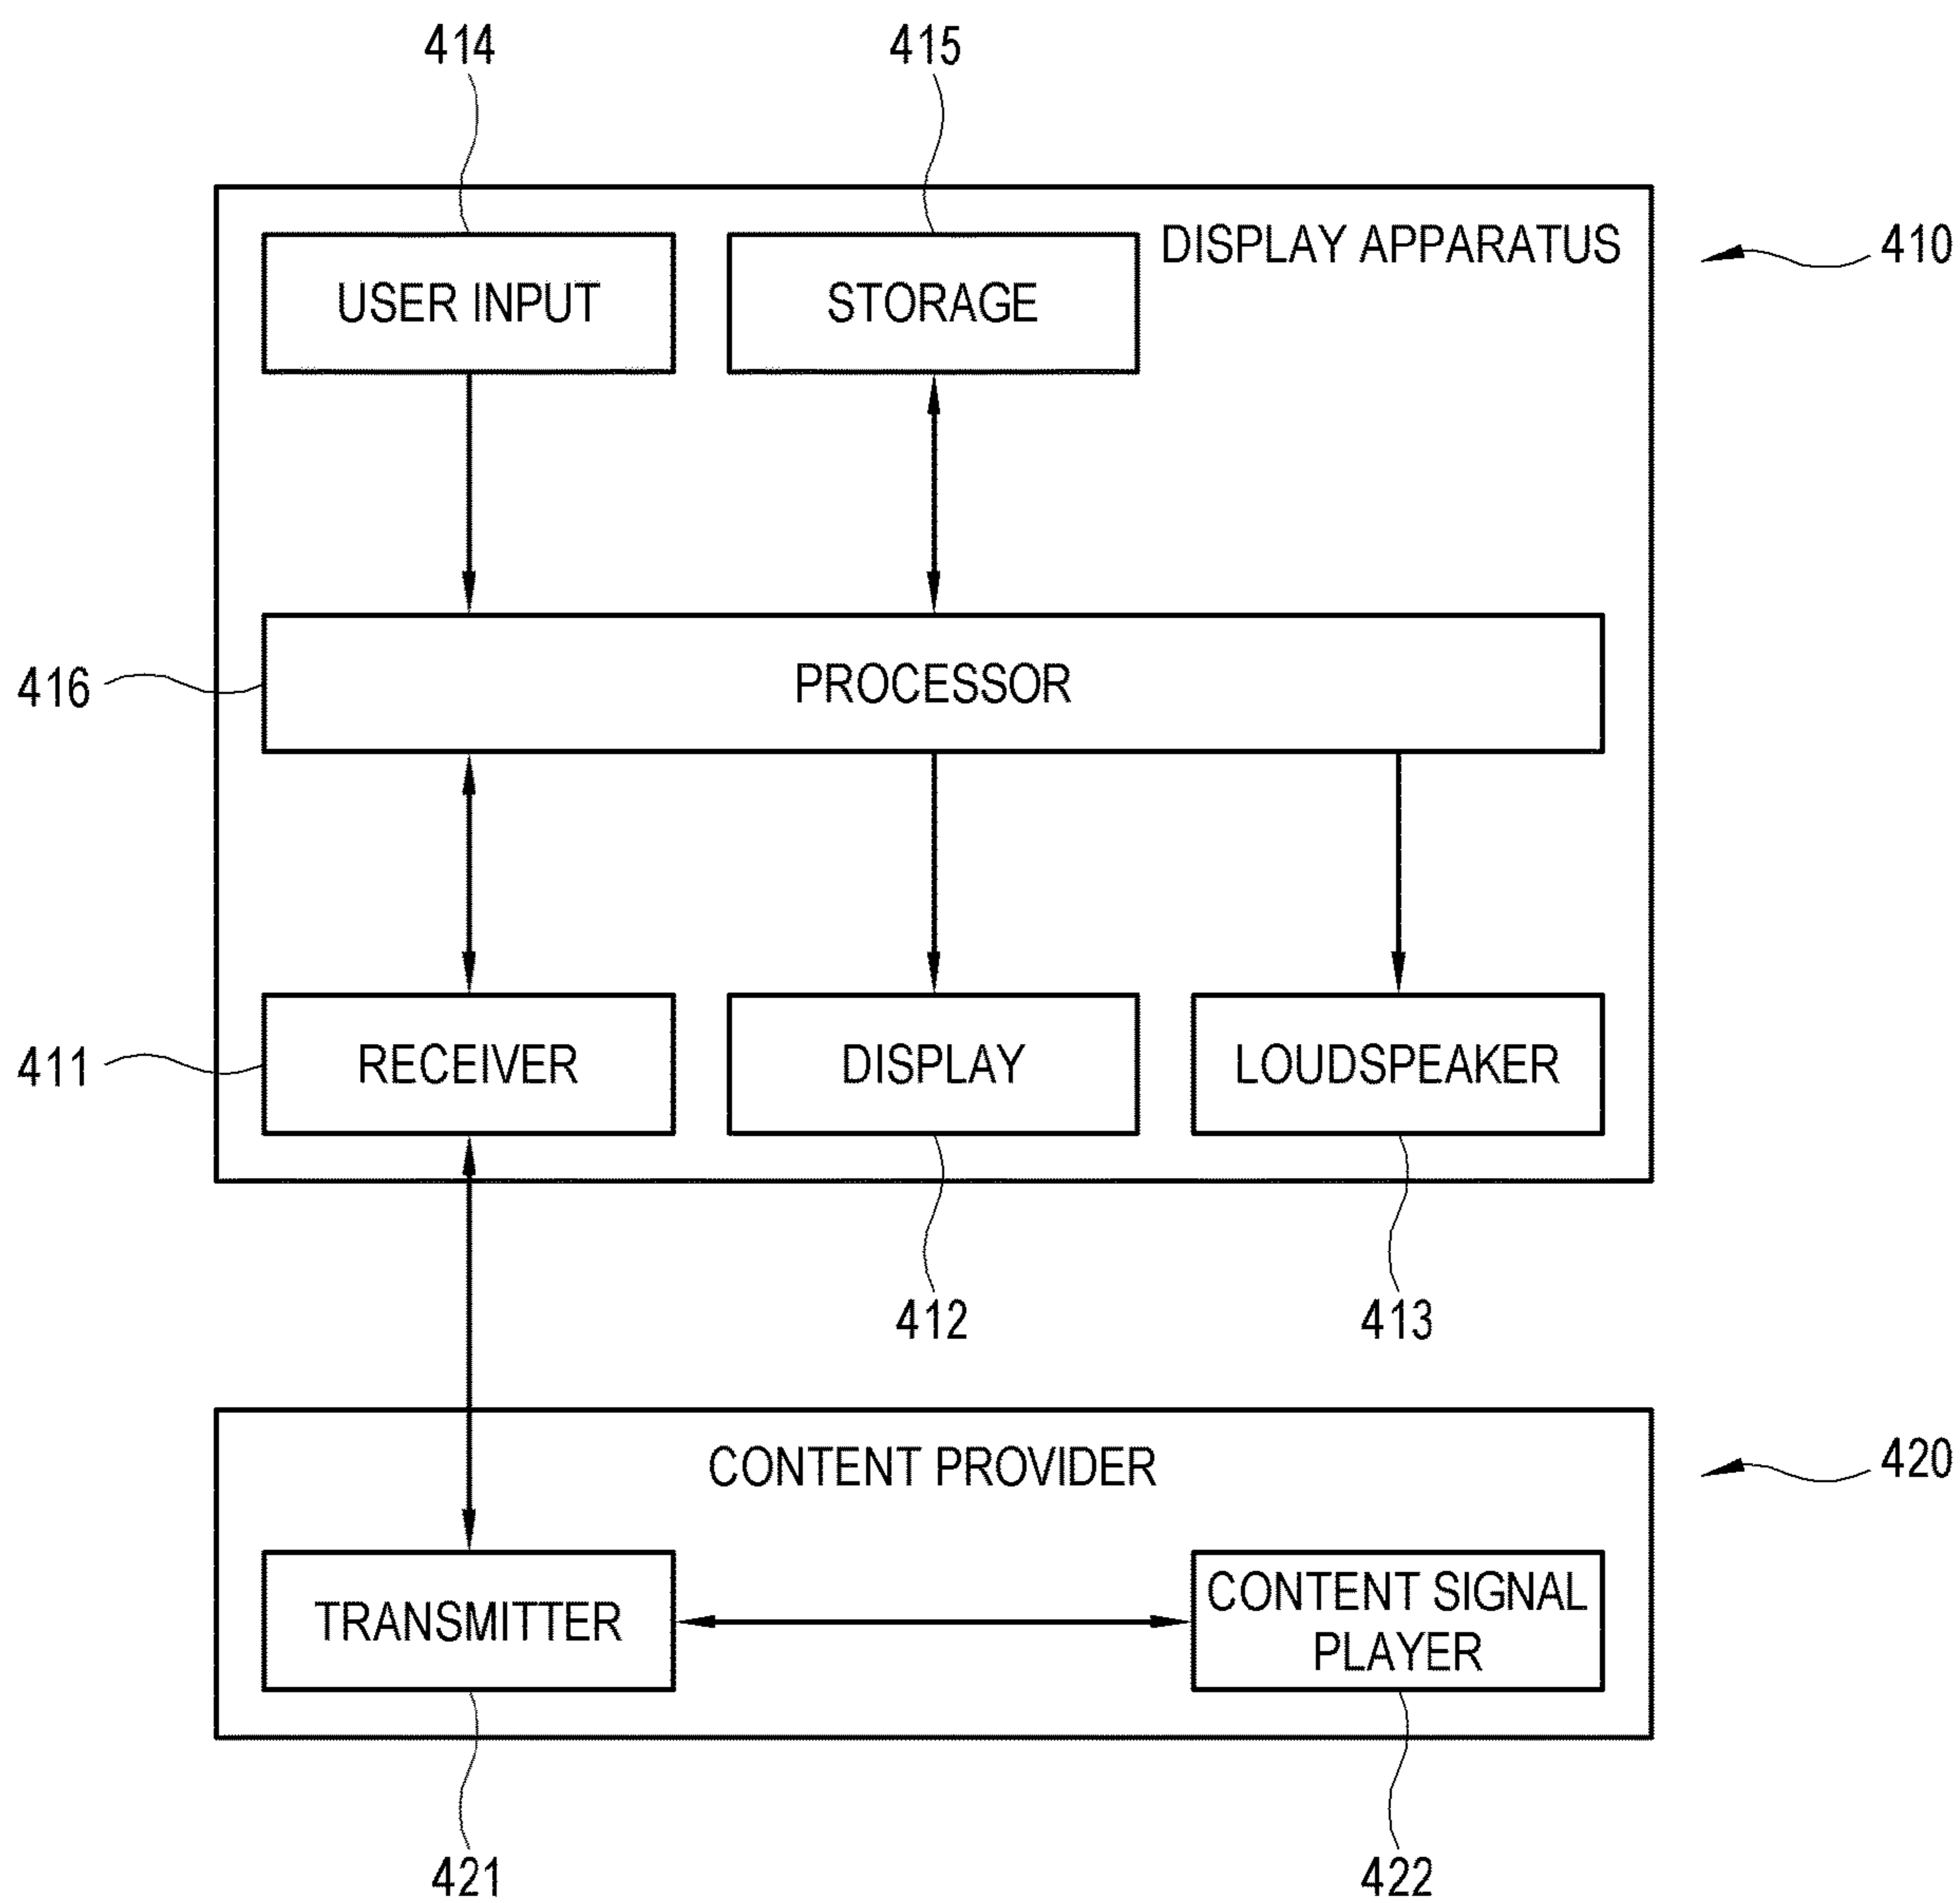 414
415
DISPLAY APPARATUS
410
USER INPUT
STORAGE
416
PROCESSOR
411
RECEIVER
DISPLAY
LOUDSPEAKER
412
413
CONTENT PROVIDER
420
TRANSMITTER
CONTENT SIGNAL
PLAYER
421
422